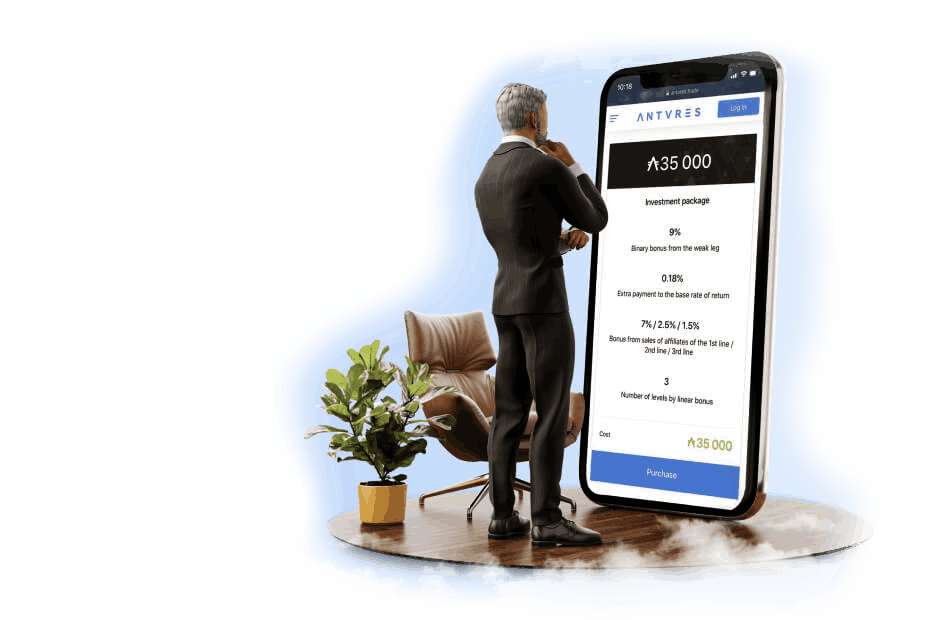 10:18
antares.trade
Log in
ANTARES
₳35 000
Investment package
9%
Binary bonus from the weak leg
0.18%
Extra payment to the base rate of return
7% / 2.5% / 1.5%
Bonus from sales of affiliates of the 1st line /
2nd line / 3rd line
3
Number of levels by linear bonus
Cost
₳35 000
Purchase